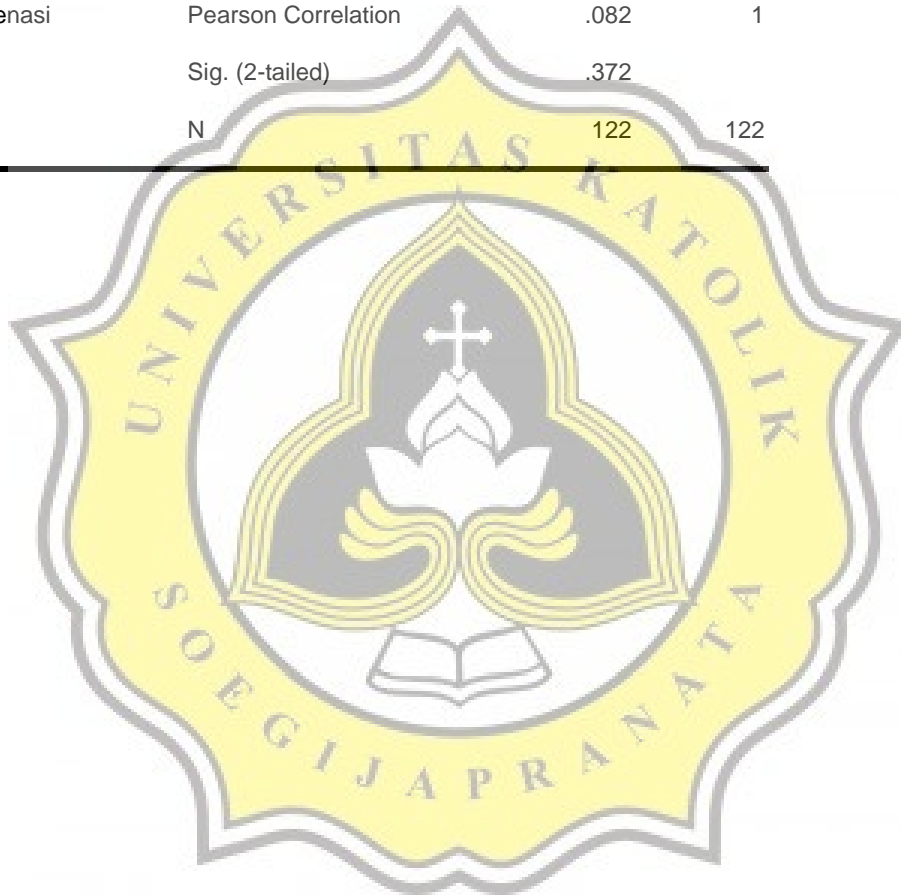 enasi Pearson Correlation .082 1
Sig. (2-tailed) .372
N 122 122
UNIVERSITAS KATOLIK
SOEGIJAPRANATA